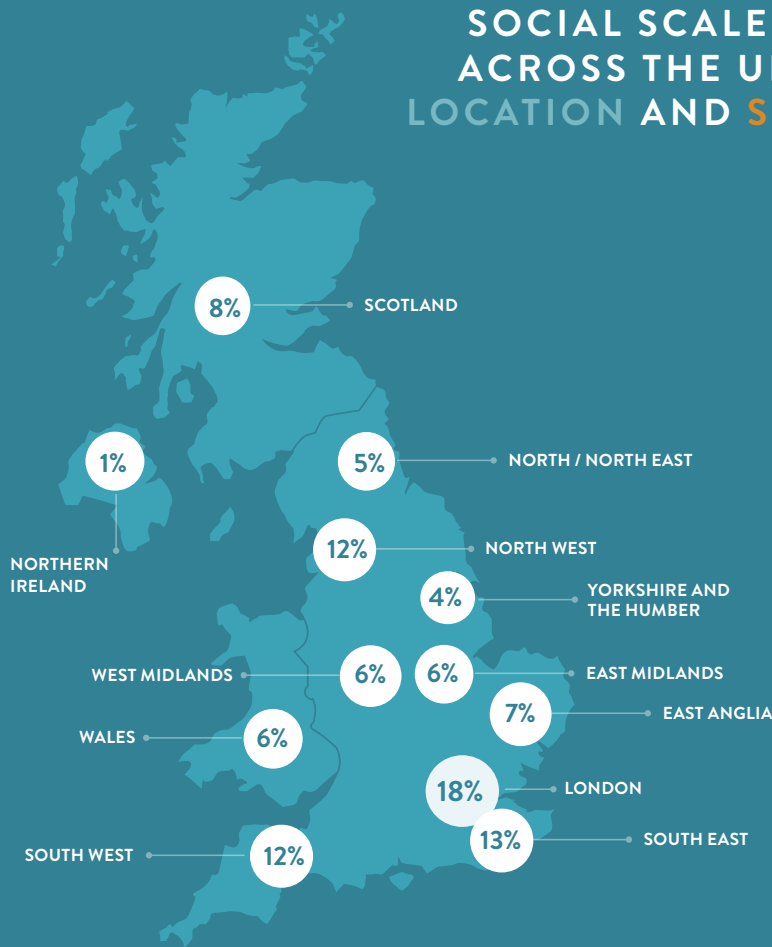 SOCIAL SCALE
ACROSS THE
LOCATION AND
8%
SCOTLAND
1%
5%
NORTH / NORTH EAST
12%
NORTH WEST
NORTHERN
IRELAND
4%
YORKSHIRE AND
THE HUMBER
WEST MIDLANDS
6%
6%
EAST MIDLANDS
7%
EAST ANGLIA
WALES
6%
18%
LONDON
13%
SOUTH EAST
SOUTH WEST
12%